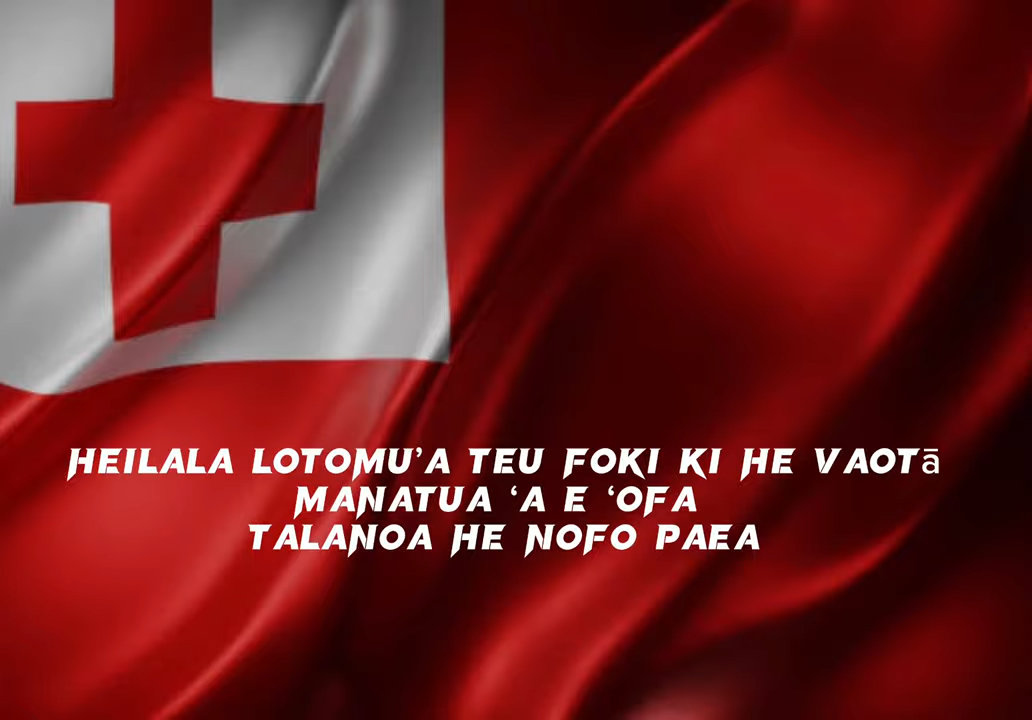 HEILALA LOTOMU’A TEU FOKI KI HE VAOTā
MANATUA ‘A E ‘OFA
TALANOA HE NOFO PAEA